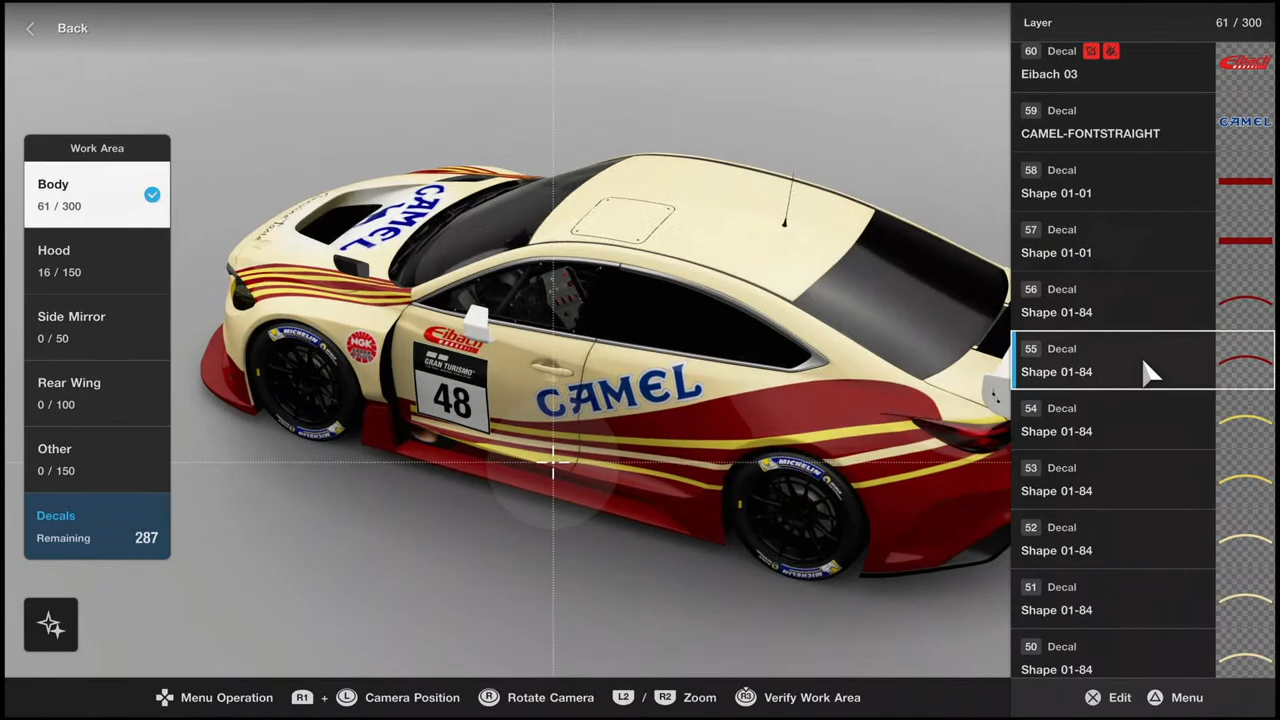 Back
Layer
61 / 300
Work Area
Body
61 / 300
Hood
16 / 150
Side Mirror
0 / 50
Rear Wing
0 / 100
Other
0 / 150
Decals
Remaining 287
CAMEL
MICHELIN
NGK
Eibach
GRAN TURISMO
48
CAMEL
MICHELIN
MICHELIN
60 Decal
Eibach 03
Eibach
59 Decal
CAMEL-FONTSTRAIGHT
CAMEL
58 Decal
Shape 01-01
57 Decal
Shape 01-01
56 Decal
Shape 01-84
55 Decal
Shape 01-84
54 Decal
Shape 01-84
53 Decal
Shape 01-84
52 Decal
Shape 01-84
51 Decal
Shape 01-84
50 Decal
Shape 01-84
Menu Operation
R1 + L Camera Position
R Rotate Camera
L2 / R2 Zoom
R3 Verify Work Area
Edit
Menu